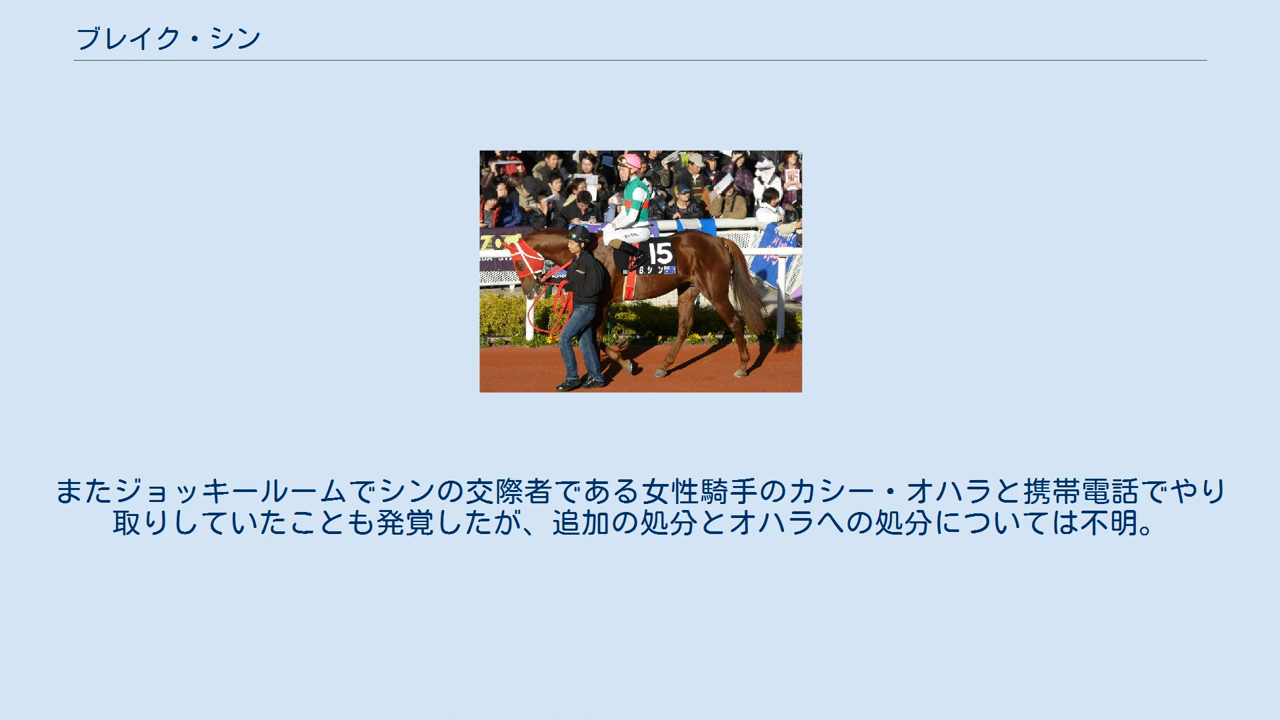 ブレイク・シン
15
B.シン
またジョッキールームでシンの交際者である女性騎手のカシー・オハラと携帯電話でやり
取りしていたことも発覚したが、追加の処分とオハラへの処分については不明。